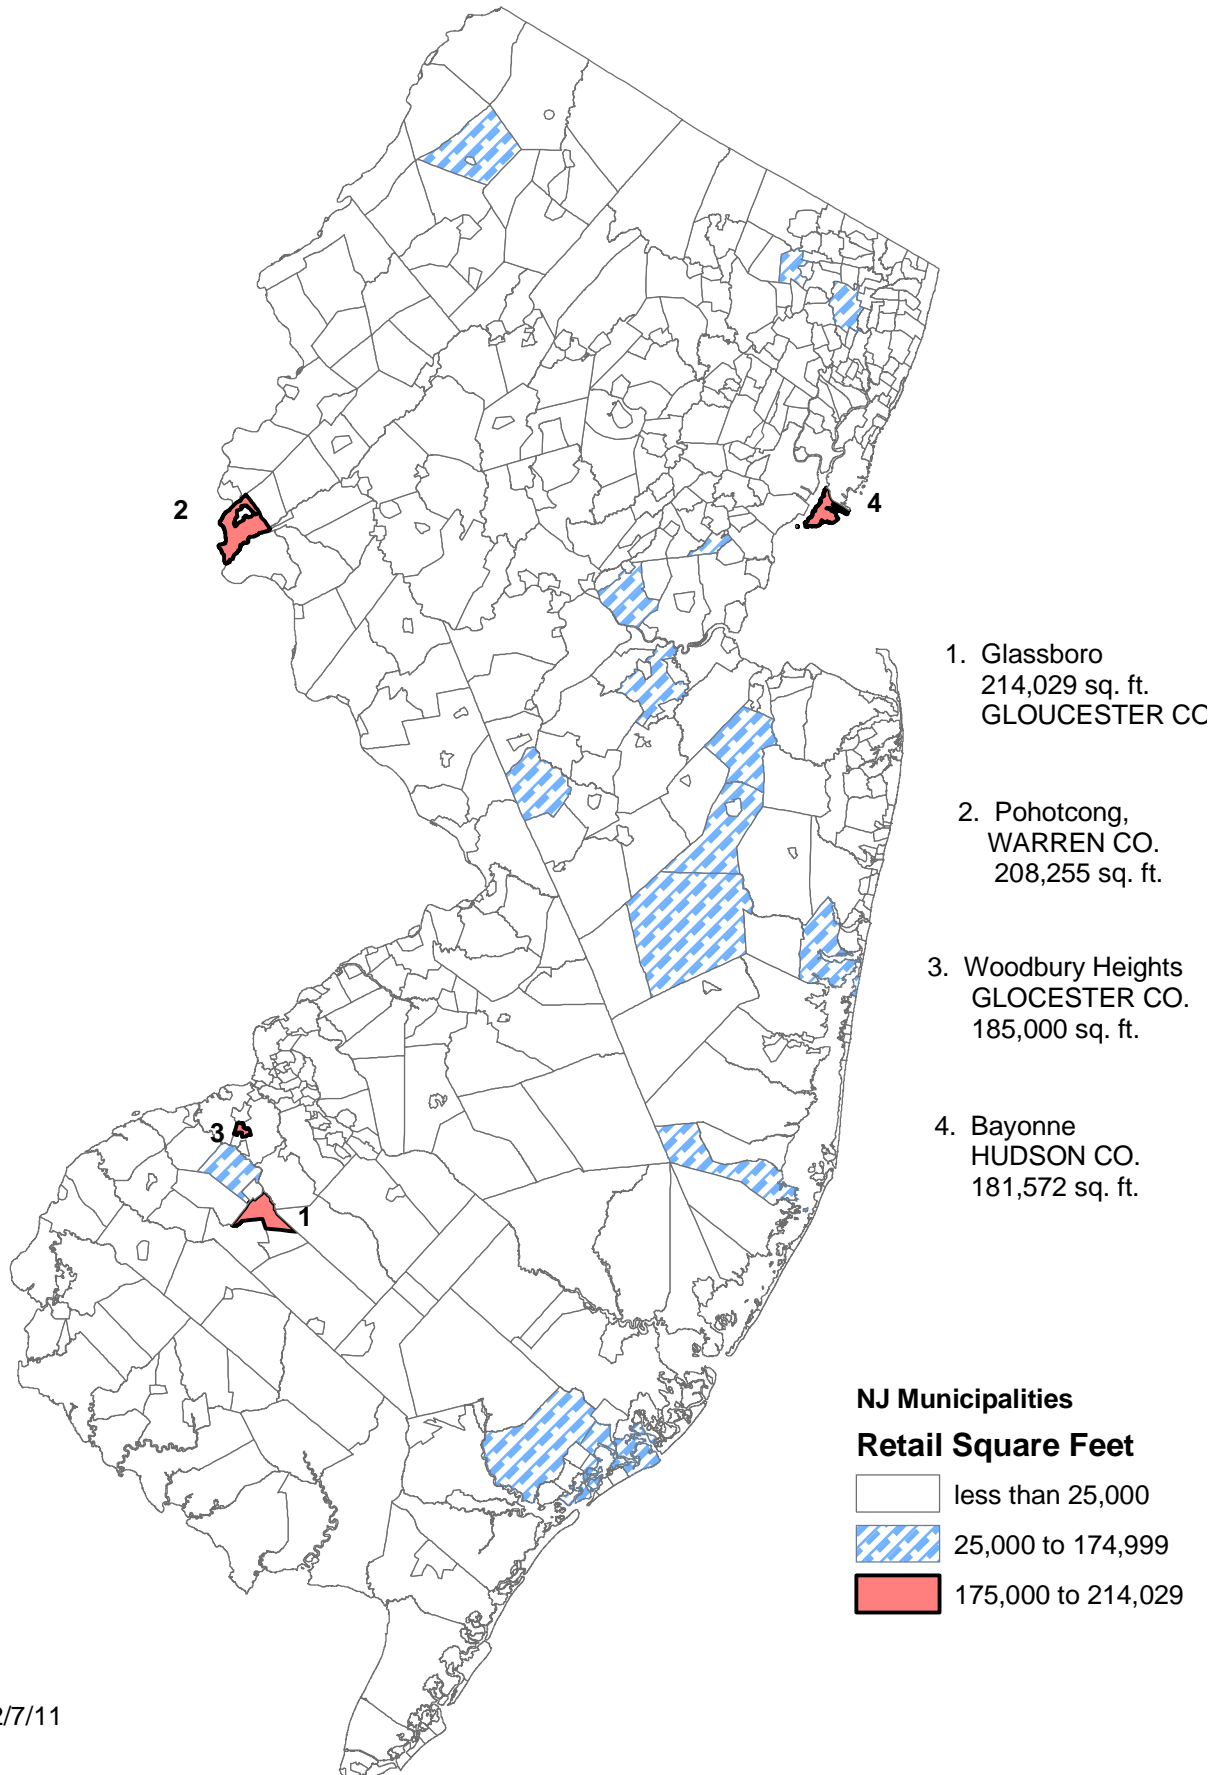 2
4
1. Glassboro
214,029 sq. ft.
GLOUCESTER CO
2. Pohotcong,
WARREN CO.
208,255 sq. ft.
3. Woodbury Heights
GLOCESTER CO.
185,000 sq. ft.
4. Bayonne
HUDSON CO.
181,572 sq. ft.
3
1
NJ Municipalities
Retail Square Feet
less than 25,000
25,000 to 174,999
175,000 to 214,029
2/7/11